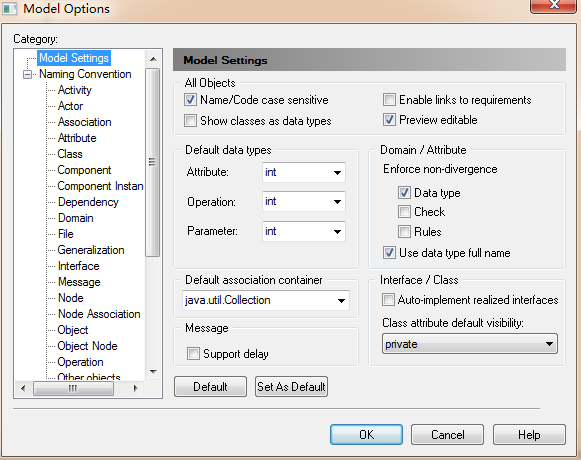 Model Options
Category:
Model Settings
Naming Convention
Activity
Actor
Association
Attribute
Class
Component
Component Instan
Dependency
Domain
File
Generalization
Interface
Message
Node
Node Association
Object
Object Node
Operation
Other objects
Model Settings
All Objects
Name/Code case sensitive
Enable links to requirements
Show classes as data types
Preview editable
Default data types
Attribute: int
Operation: int
Parameter: int
Domain / Attribute
Enforce non-divergence
Data type
Check
Rules
Use data type full name
Default association container
java.util.Collection
Interface / Class
Auto-implement realized interfaces
Class attribute default visibility:
private
Message
Support delay
Default
Set As Default
OK
Cancel
Help